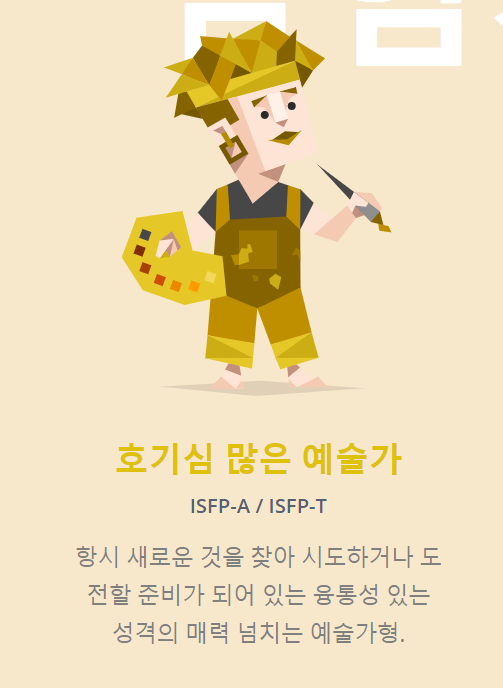 호기심 많은 예술가
ISFP-A / ISFP-T
항시 새로운 것을 찾아 시도하거나 도
전할 준비가 되어 있는 융통성 있는
성격의 매력 넘치는 예술가형.